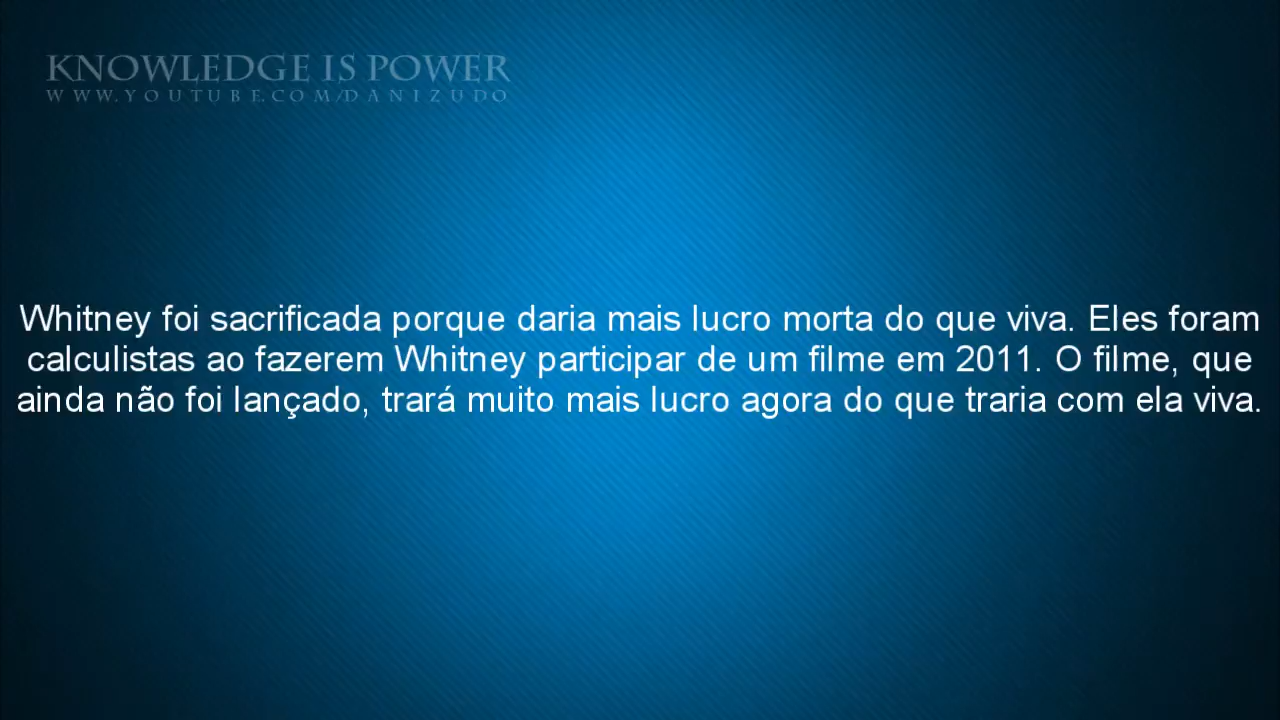 KNOWLEDGE IS POWER
WWW.YOUTUBE.COM/DANIZUDO
Whitney foi sacrificada porque daria mais lucro morta do que viva. Eles foram
calculistas ao fazerem Whitney participar de um filme em 2011. O filme, que
ainda não foi lançado, trará muito mais lucro agora do que traria com ela viva.